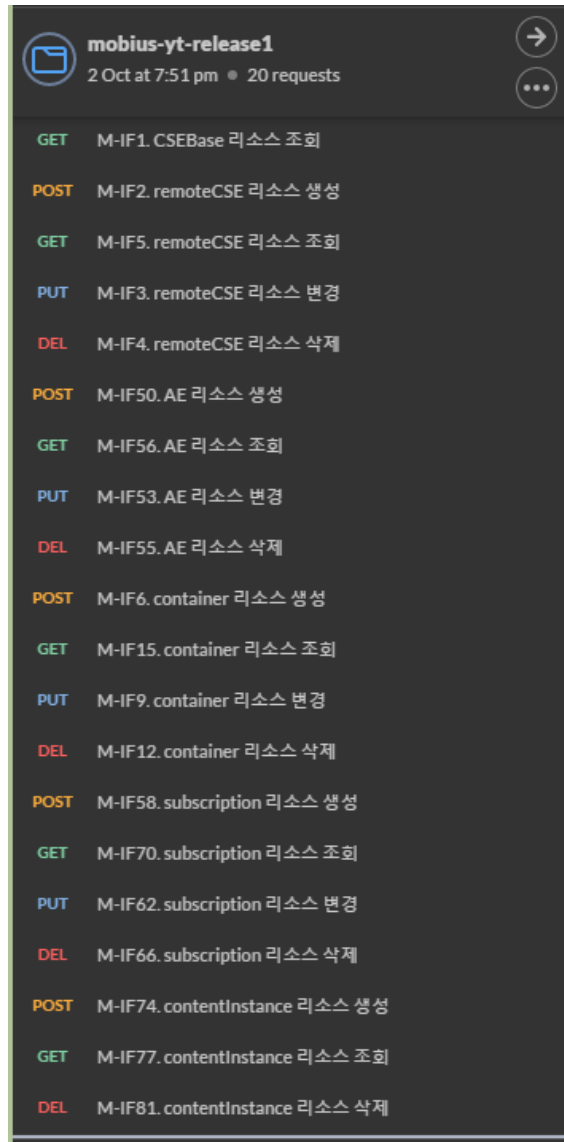 mobius-yt-release1
2 Oct at 7:51 pm ● 20 requests
GET M-IF1. CSEBase 리소스 조회
POST M-IF2. remoteCSE 리소스 생성
GET M-IF5. remoteCSE 리소스 조회
PUT M-IF3. remoteCSE 리소스 변경
DEL M-IF4. remoteCSE 리소스 삭제
POST M-IF50. AE 리소스 생성
GET M-IF56. AE 리소스 조회
PUT M-IF53. AE 리소스 변경
DEL M-IF55. AE 리소스 삭제
POST M-IF6. container 리소스 생성
GET M-IF15. container 리소스 조회
PUT M-IF9. container 리소스 변경
DEL M-IF12. container 리소스 삭제
POST M-IF58. subscription 리소스 생성
GET M-IF70. subscription 리소스 조회
PUT M-IF62. subscription 리소스 변경
DEL M-IF66. subscription 리소스 삭제
POST M-IF74. contentInstance 리소스 생성
GET M-IF77. contentInstance 리소스 조회
DEL M-IF81. contentInstance 리소스 삭제